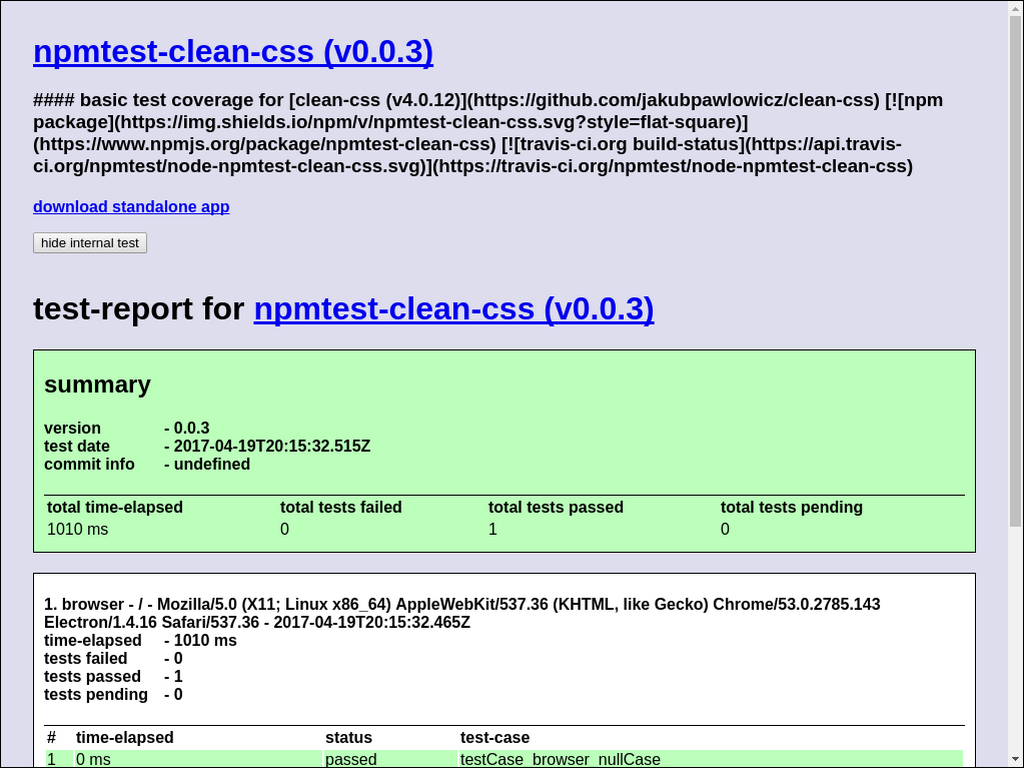 npmtest-clean-css (v0.0.3)
#### basic test coverage for [clean-css (v4.0.12)](https://github.com/jakubpawlowicz/clean-css) [![npm
package](https://img.shields.io/npm/v/npmtest-clean-css.svg?style=flat-square)]
(https://www.npmjs.org/package/npmtest-clean-css) [![travis-ci.org build-status](https://api.travis-
ci.org/npmtest/node-npmtest-clean-css.svg)](https://travis-ci.org/npmtest/node-npmtest-clean-css)
download standalone app
hide internal test
test-report for npmtest-clean-css (v0.0.3)
summary
version - 0.0.3
test date - 2017-04-19T20:15:32.515Z
commit info - undefined
total time-elapsed total tests failed total tests passed total tests pending
1010 ms 0 1 0
1. browser - / - Mozilla/5.0 (X11; Linux x86_64) AppleWebKit/537.36 (KHTML, like Gecko) Chrome/53.0.2785.143
Electron/1.4.16 Safari/537.36 - 2017-04-19T20:15:32.465Z
time-elapsed - 1010 ms
tests failed - 0
tests passed - 1
tests pending - 0
# time-elapsed status test-case
1 0 ms passed testCase_browser_nullCase